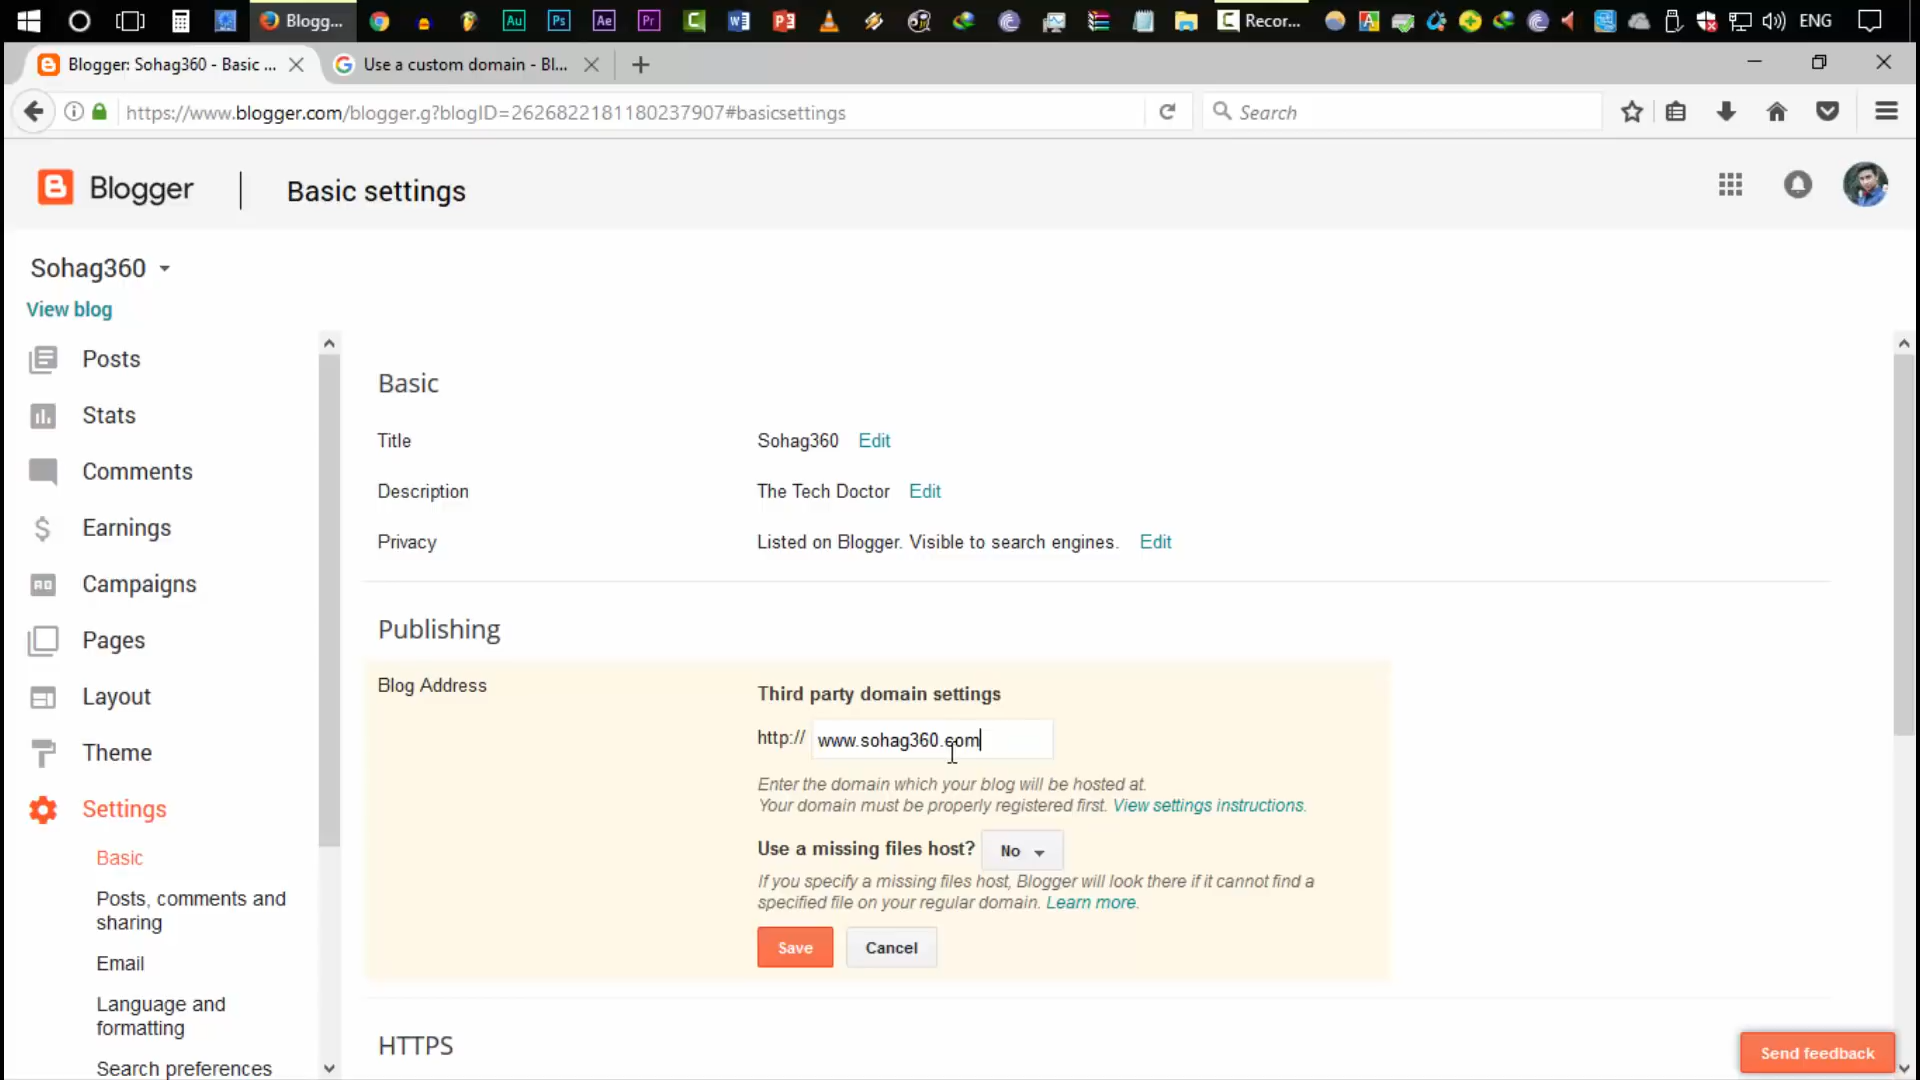 Blogg...
Recor...
ENG
Blogger: Sohag360 - Basic ...
Use a custom domain - Bl...
https://www.blogger.com/blogger.g?blogID=2626822181180237907#basicsettings
Search
Blogger
Basic settings
Sohag360
View blog
Posts
Stats
Comments
Earnings
Campaigns
Pages
Layout
Theme
Settings
Basic
Posts, comments and
sharing
Email
Language and
formatting
Search preferences
Basic
Title
Sohag360 Edit
Description
The Tech Doctor Edit
Privacy
Listed on Blogger. Visible to search engines. Edit
Publishing
Blog Address
Third party domain settings
http:// www.sohag360.com
Enter the domain which your blog will be hosted at.
Your domain must be properly registered first. View settings instructions.
Use a missing files host? No
If you specify a missing files host, Blogger will look there if it cannot find a
specified file on your regular domain. Learn more.
Save
Cancel
HTTPS
Send feedback